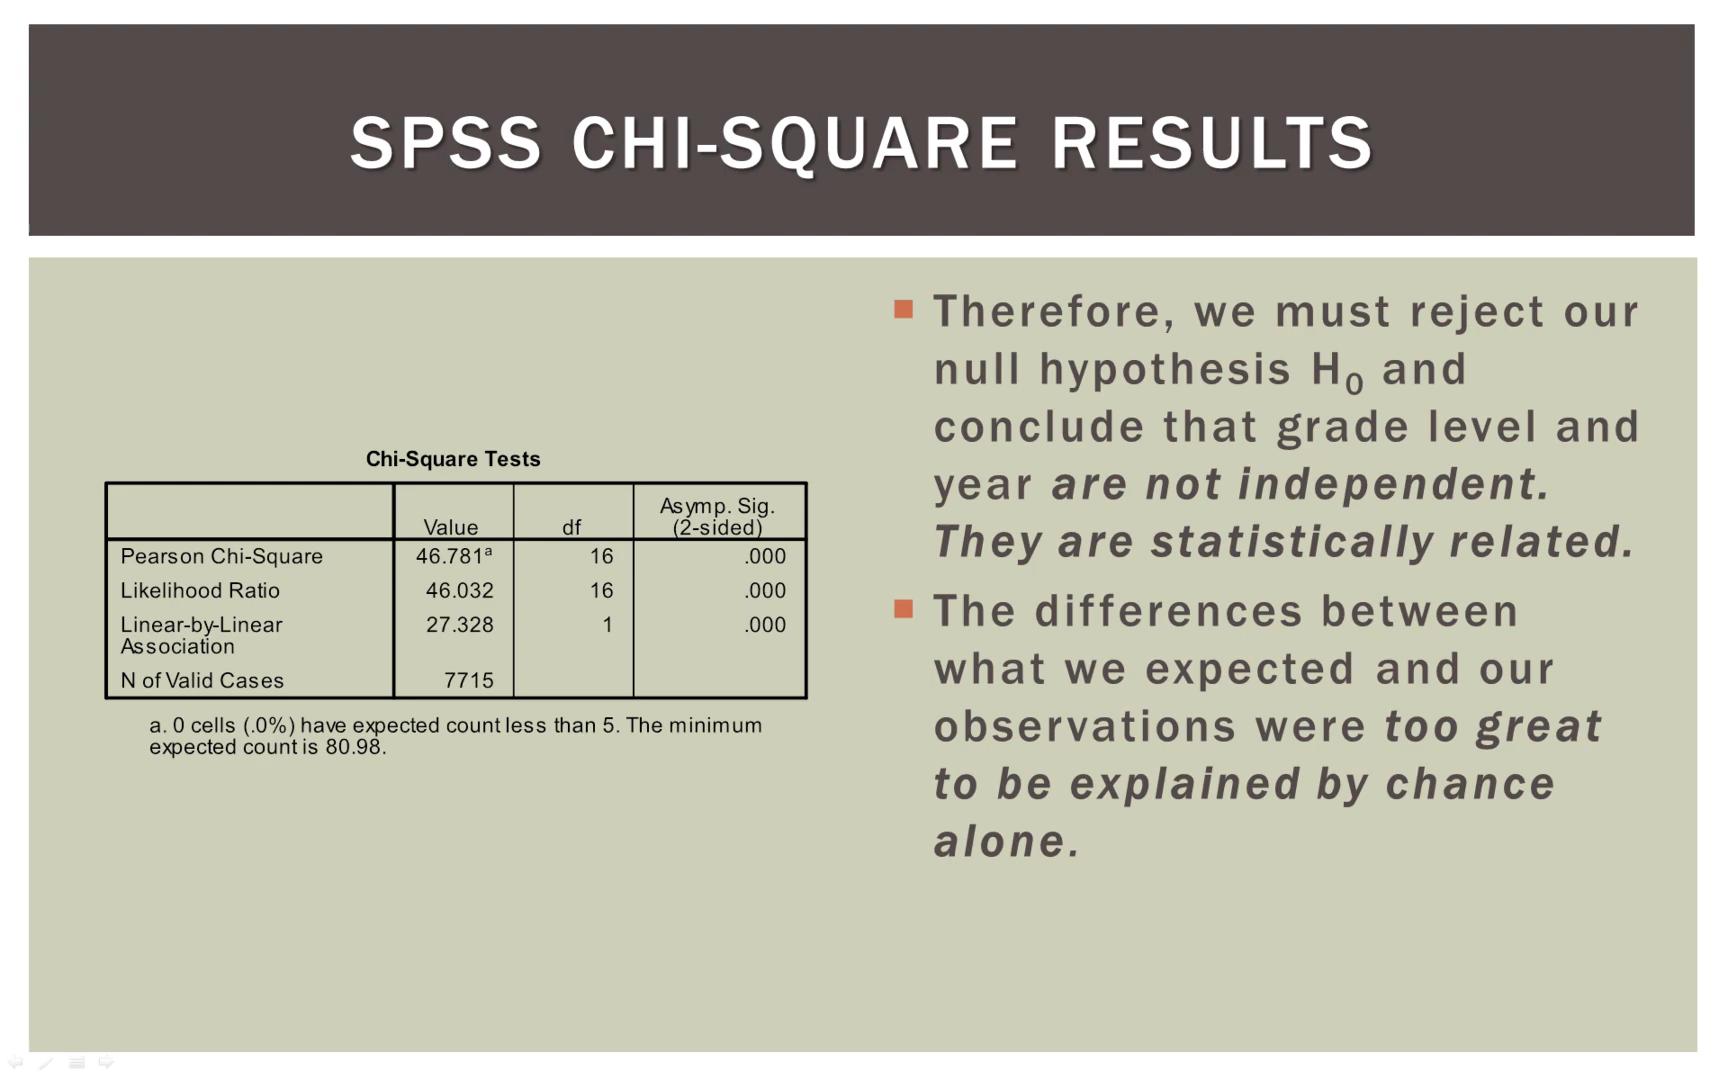 SPSS CHI-SQUARE RESULTS
Chi-Square Tests
Value df Asymp. Sig. (2-sided)
Pearson Chi-Square 46.781a 16 .000
Likelihood Ratio 46.032 16 .000
Linear-by-Linear Association 27.328 1 .000
N of Valid Cases 7715
a. 0 cells (.0%) have expected count less than 5. The minimum
expected count is 80.98.
Therefore, we must reject our
null hypothesis H0 and
conclude that grade level and
year are not independent.
They are statistically related.
The differences between
what we expected and our
observations were too great
to be explained by chance
alone.